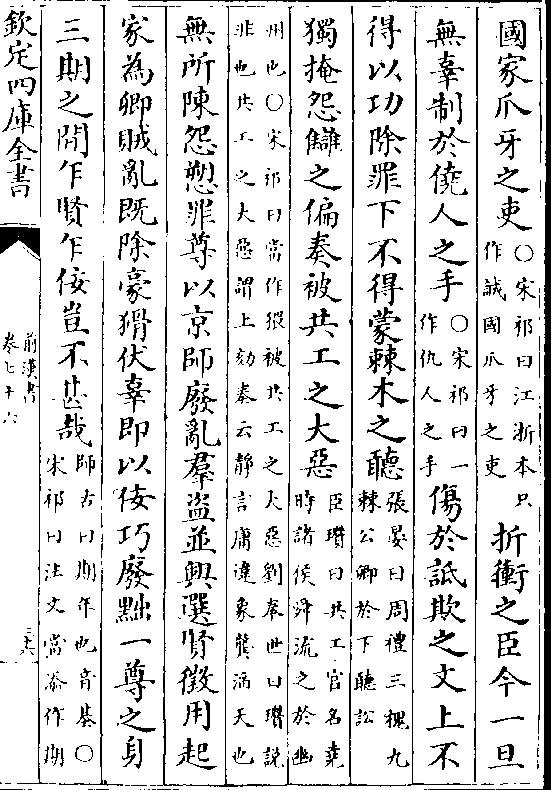 國家爪牙之吏○宋祁曰江浙本只作誠國爪牙之吏折衝之臣今一旦
無辜制於僥人之手○宋祁曰一作仇人之手傷於詆欺之文上不
得以功除罪下不得蒙棘木之聽張晏曰周禮三槐九棘公卿於下聽訟
獨掩怨讎之偏奏被共工之大惡臣瓚曰共工官名堯時諸侯舜流之於幽
州也○宋祁曰當作猥被共工之大惡劉奉世曰瓚說非也共工之大惡謂上劾奏云靜言庸違象龔滔天也
無所陳怨愬罪尊以京師廢亂羣盜並興選賢徵用起
家為卿賊亂既除豪猾伏辜即以佞巧廢黜一尊之身
三期之間乍賢乍佞豈不甚哉師古曰期年也音基○宋祁曰注文當添作期
欽定四庫全書
前漢書
卷七十六